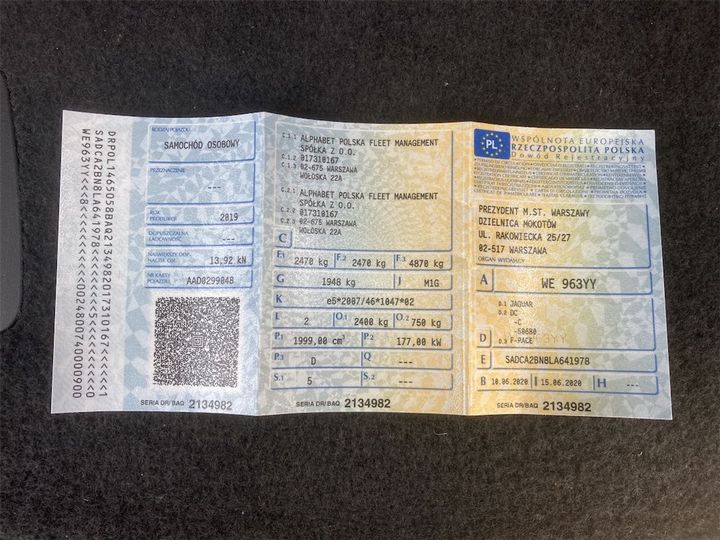 DRPOL1465058BAQ2134982017310167<<<<<1
SADCA2BN8LA641978
WE963YY<<<8
RODZAJ POJAZDU
SAMOCHÓD OSOBOWY
PRZEZNACZENIE
---
ROK PRODUKCJI
2019
DOPUSZCZALNA ŁADOWNOŚĆ
---
NAJWIĘKSZY DOP. NACISK OSI
13,92 kN
NR KARTY POJAZDU
AAD0299848
SERIA DR/BAQ 2134982
C.1.1 ALPHABET POLSKA FLEET MANAGEMENT
SPÓŁKA Z O.O.
C.1.2 017310167
C.1.3 02-675 WARSZAWA
WOŁOSKA 22A
C.2.1 ALPHABET POLSKA FLEET MANAGEMENT
SPÓŁKA Z O.O.
C.2.2 017310167
C.2.3 02-675 WARSZAWA
WOŁOSKA 22A
C
F.1 2470 kg F.2 2470 kg F.3 4870 kg
G 1948 kg J M1G
K e5*2007/46*1047*02
L 2 O.1 2400 kg O.2 750 kg
P.1 1999,00 cm³ P.2 177,00 kW
P.3 D Q ---
S.1 5 S.2 ---
SERIA DR/BAQ 2134982
PL
WSPÓLNOTA EUROPEJSKA
RZECZPOSPOLITA POLSKA
Dowód Rejestracyjny
PREZYDENT M.ST. WARSZAWY
DZIELNICA MOKOTÓW
UL. RAKOWIECKA 25/27
02-517 WARSZAWA
ORGAN WYDAJĄCY
A WE 963YY
D.1 JAGUAR
D.2 DC
-C
D.3 F-PACE
D
E SADCA2BN8LA641978
B 10.06.2020 I 15.06.2020 H ---
SERIA DR/BAQ 2134982